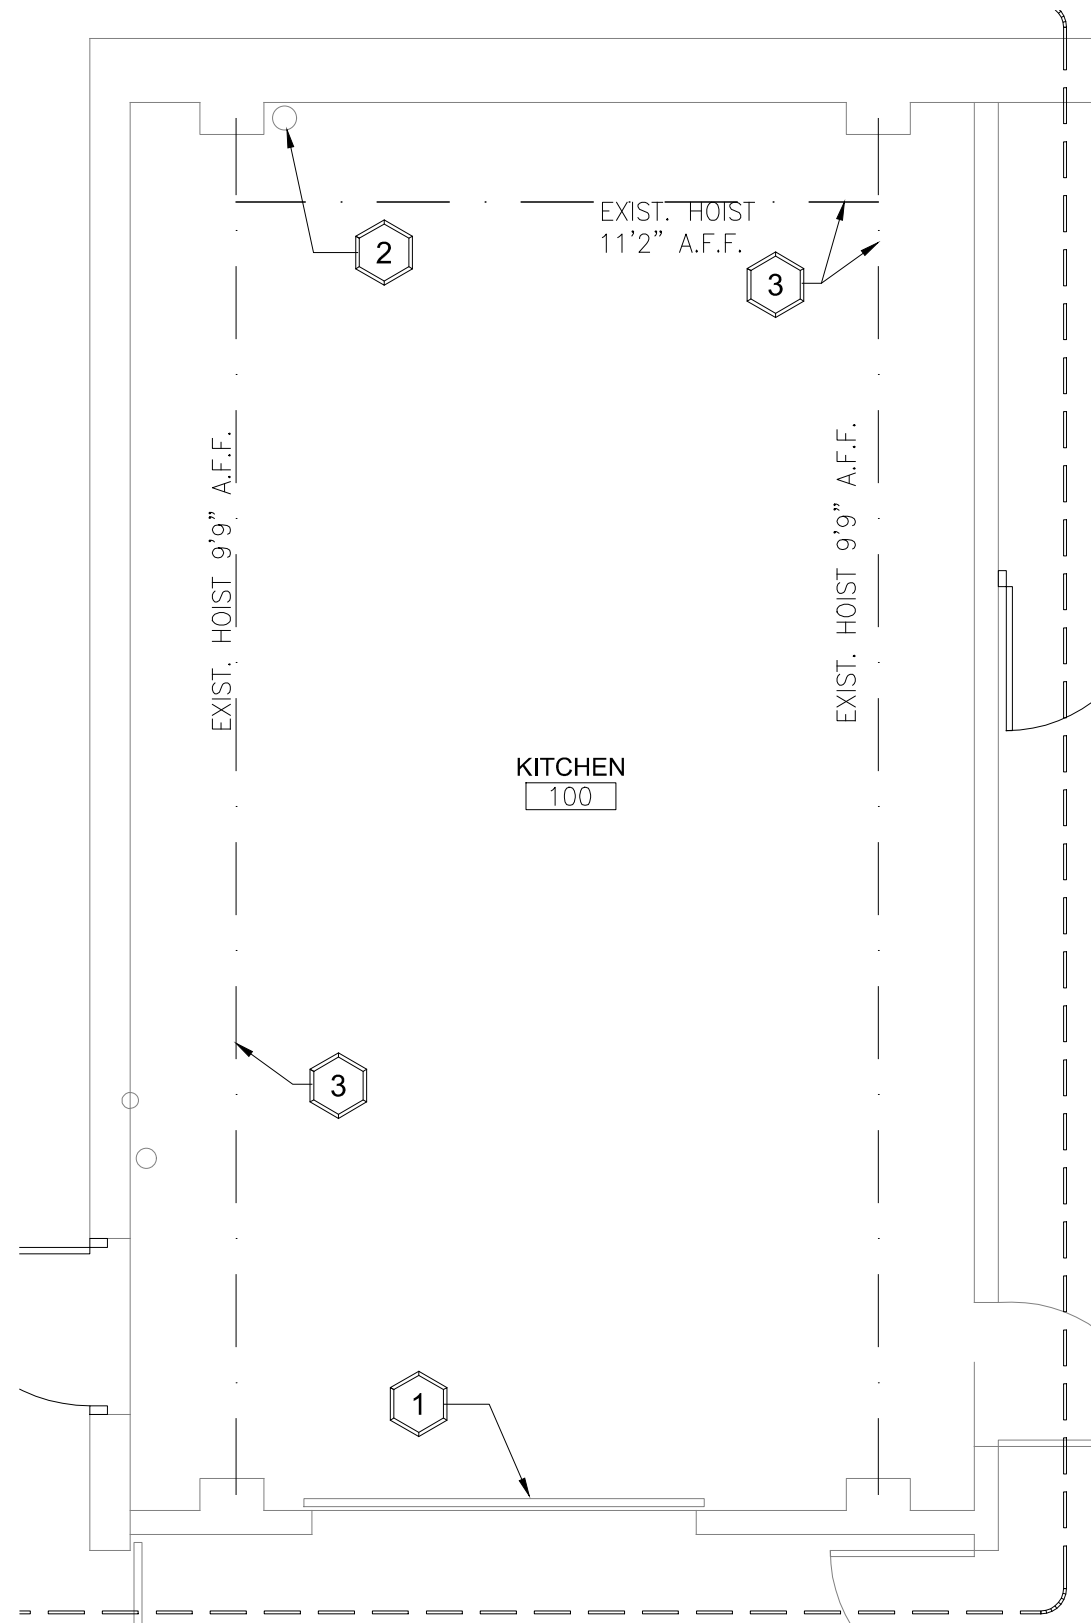 EXIST. HOIST
11'2" A.F.F.
2
3
EXIST. HOIST 9'9" A.F.F.
EXIST. HOIST 9'9" A.F.F.
KITCHEN
100
3
1